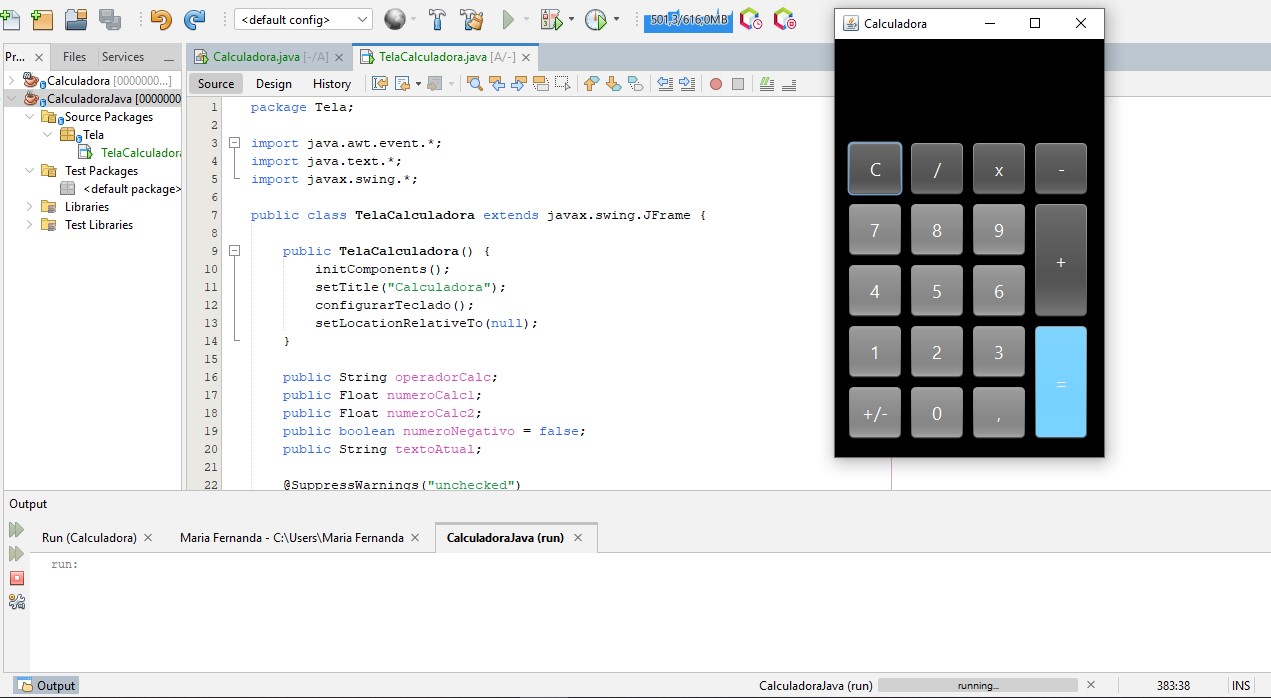 <default config>
501,3/616,0MB
Pr...
Files
Services
Calculadora.java [-/A]
TelaCalculadora.java [A/-]
Source
Design
History
Calculadora [0000000...]
CalculadoraJava [0000000
Source Packages
Tela
TelaCalculadora
Test Packages
<default package>
Libraries
Test Libraries
1 package Tela;
2
3 import java.awt.event.*;
4 import java.text.*;
5 import javax.swing.*;
6
7 public class TelaCalculadora extends javax.swing.JFrame {
8
9 public TelaCalculadora() {
10 initComponents();
11 setTitle("Calculadora");
12 configurarTeclado();
13 setLocationRelativeTo(null);
14 }
15
16 public String operadorCalc;
17 public Float numeroCalc1;
18 public Float numeroCalc2;
19 public boolean numeroNegativo = false;
20 public String textoAtual;
21
22 @SuppressWarnings("unchecked")
Calculadora
C / x -
7 8 9
+
4 5 6
1 2 3
=
+/- 0 ,
Output
Run (Calculadora)
Maria Fernanda - C:\Users\Maria Fernanda
CalculadoraJava (run)
run:
Output
CalculadoraJava (run)
running...
383:38
INS